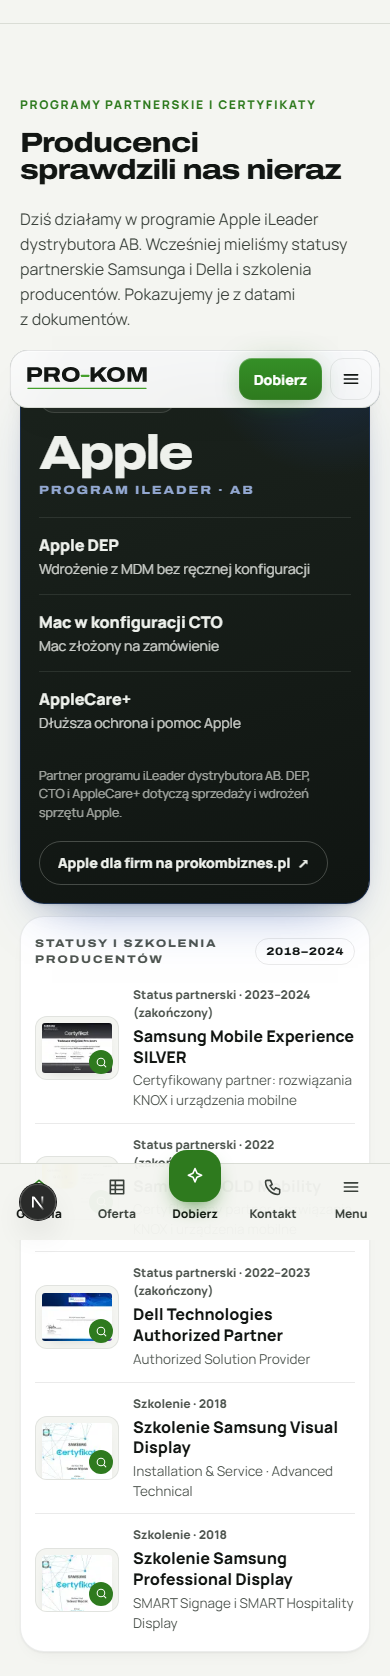 PROGRAMY PARTNERSKIE I CERTYFIKATY
Producenci
sprawdzili nas nieraz
Dziś działamy w programie Apple iLeader
dystrybutora AB. Wcześniej mieliśmy statusy
partnerskie Samsunga i Della i szkolenia
producentów. Pokazujemy je z datami
z dokumentów.
PRO-KOM
Dobierz
Apple
PROGRAM ILEADER · AB
Apple DEP
Wdrożenie z MDM bez ręcznej konfiguracji
Mac w konfiguracji CTO
Mac złożony na zamówienie
AppleCare+
Dłuższa ochrona i pomoc Apple
Partner programu iLeader dystrybutora AB. DEP,
CTO i AppleCare+ dotyczą sprzedaży i wdrożeń
sprzętu Apple.
Apple dla firm na prokombiznes.pl ↗
STATUSY I SZKOLENIA
PRODUCENTÓW
2018–2024
Status partnerski · 2023–2024
(zakończony)
Samsung Mobile Experience
SILVER
Certyfikowany partner: rozwiązania
KNOX i urządzenia mobilne
Certyfikat
Status partnerski · 2022
N
Oferta
Dobierz
Kontakt
Menu
Status partnerski · 2022–2023
(zakończony)
Dell Technologies
Authorized Partner
Authorized Solution Provider
Szkolenie · 2018
Szkolenie Samsung Visual
Display
Installation & Service · Advanced
Technical
Certyfikat
Szkolenie · 2018
Szkolenie Samsung
Professional Display
SMART Signage i SMART Hospitality
Display
Certyfikat